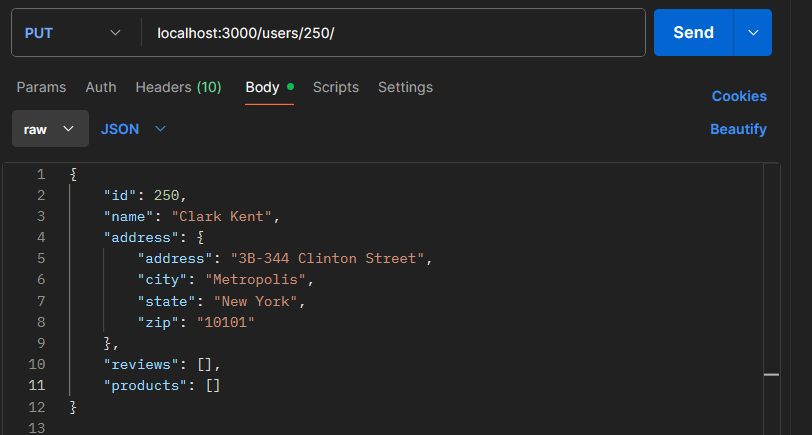 PUT localhost:3000/users/250/ Send
Params Auth Headers (10) Body Scripts Settings Cookies
raw JSON Beautify
1 {
2     "id": 250,
3     "name": "Clark Kent",
4     "address": {
5         "address": "3B-344 Clinton Street",
6         "city": "Metropolis",
7         "state": "New York",
8         "zip": "10101"
9     },
10     "reviews": [],
11     "products": []
12 }
13